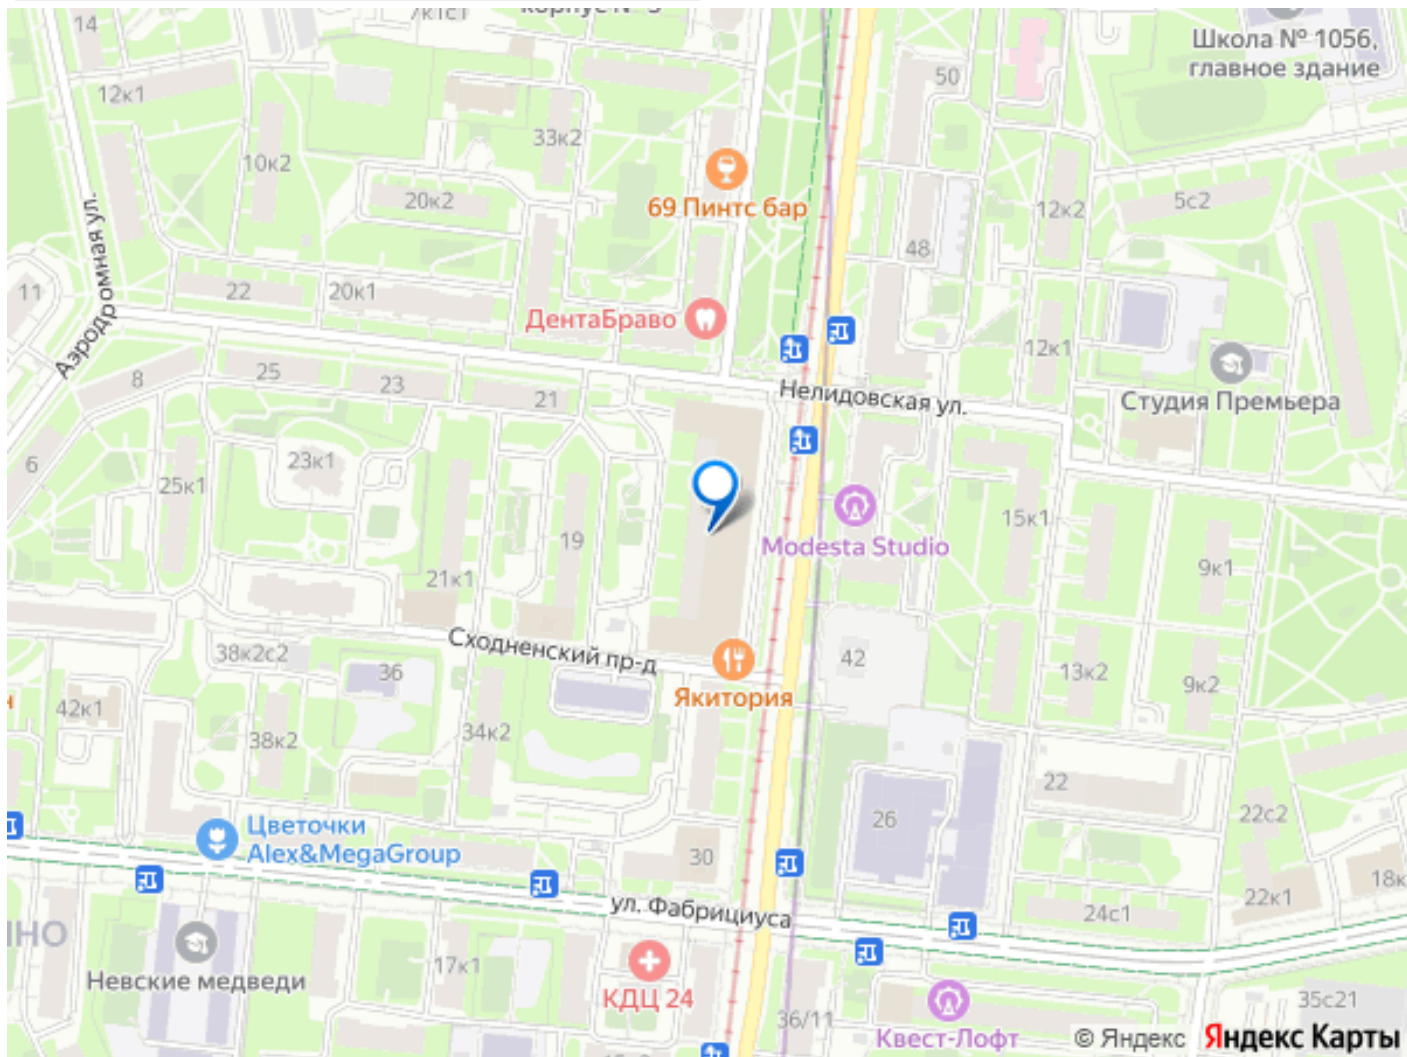 14
Школа № 1056,
главное здание
50
12к1
33к2
10к2
69 Пинтс бар
20к2
12к2
5с2
48
Аэродромная ул.
11
22
20к1
ДентаБраво
12к1
8
25
23
21
Нелидовская ул.
Студия Премьера
6
23к1
25к1
15к1
19
Modesta Studio
9к1
21к1
Сходненский пр-д
38к2с2
36
42
13к2
9к2
Якитория
42к1
38к2
34к2
22
22с2
Цветочки
Alex&MegaGroup
26
30
18к
22к1
ул. Фабрициуса
24с1
Невские медведи
17к1
КДЦ 24
36/11
Квест-Лофт
35с21
© Яндекс Яндекс Карты